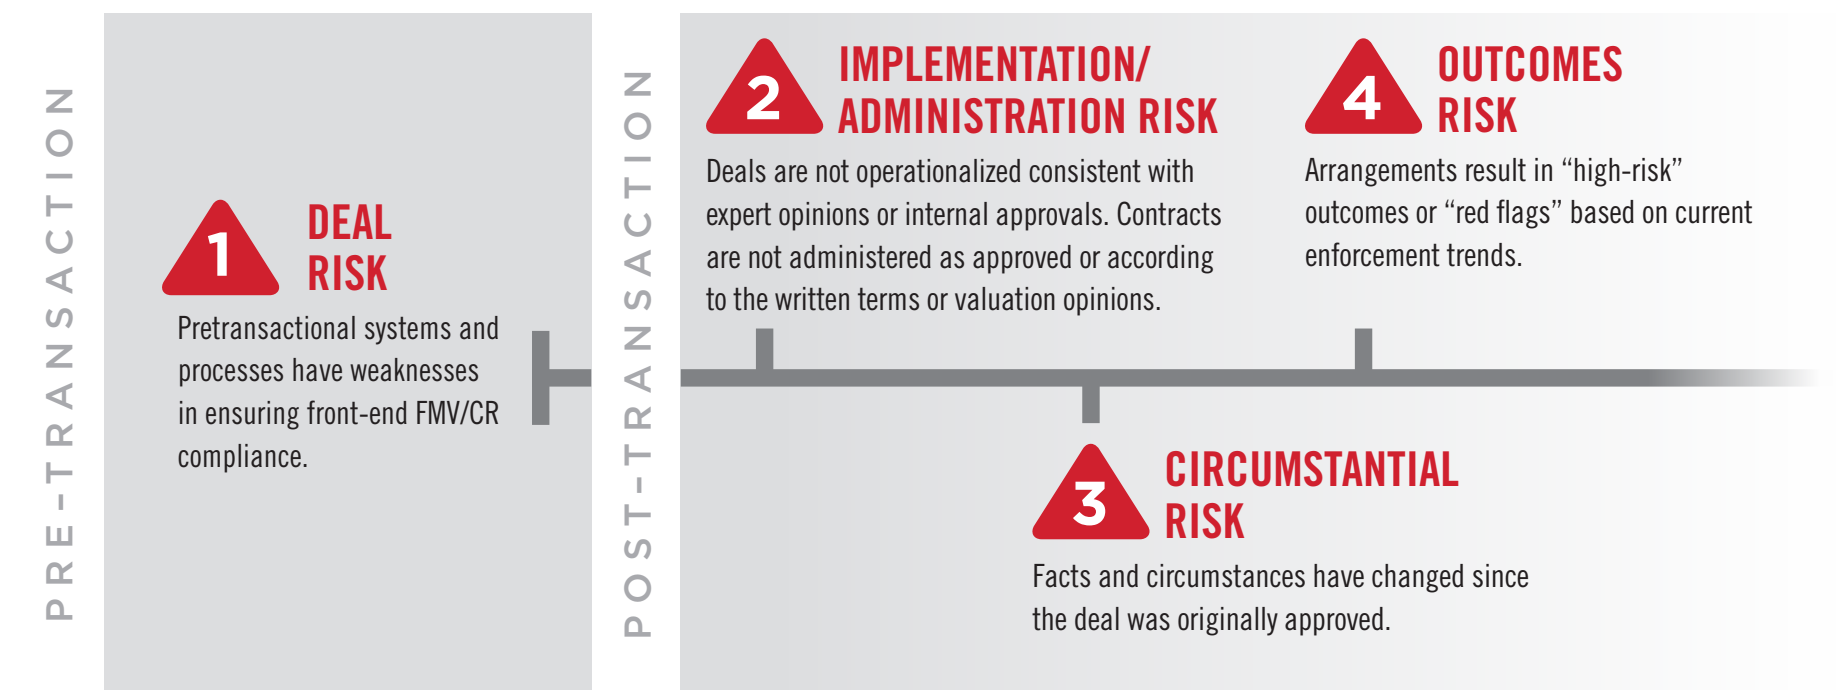 PRE-TRANSACTION
1
DEAL
RISK
Pretransactional systems and
processes have weaknesses
in ensuring front-end FMV/CR
compliance.
POST-TRANSACTION
2
IMPLEMENTATION/
ADMINISTRATION RISK
Deals are not operationalized consistent with
expert opinions or internal approvals. Contracts
are not administered as approved or according
to the written terms or valuation opinions.
3
CIRCUMSTANTIAL
RISK
Facts and circumstances have changed since
the deal was originally approved.
4
OUTCOMES
RISK
Arrangements result in “high-risk”
outcomes or “red flags” based on current
enforcement trends.